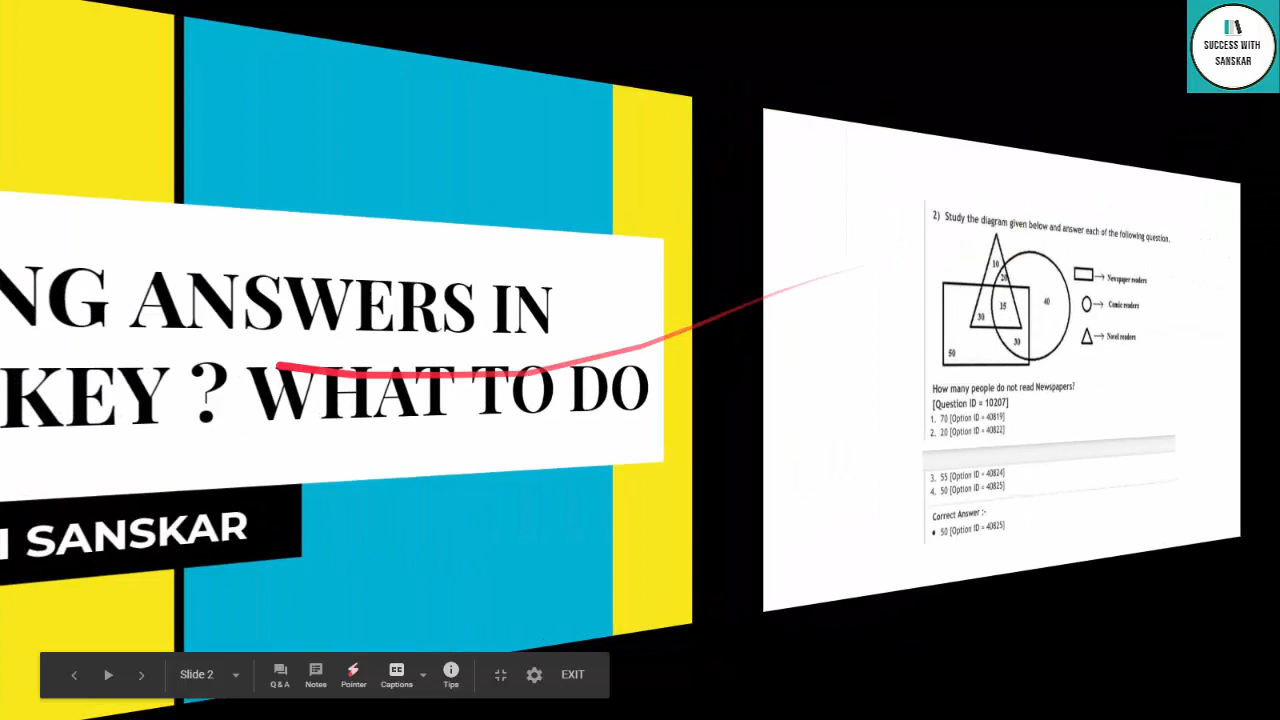 SUCCESS WITH
SANSKAR
NG ANSWERS IN
KEY ? WHAT TO DO
SANSKAR
2) Study the diagram given below and answer each of the following question.
10
20
40
15
30
30
50
Newspaper readers
Comic readers
Novel readers
How many people do not read Newspapers?
[Question ID = 10207]
1. 70 [Option ID = 40819]
2. 20 [Option ID = 40822]
3. 55 [Option ID = 40824]
4. 50 [Option ID = 40825]
Correct Answer :-
• 50 [Option ID = 40825]
Slide 2
Q & A
Notes
Pointer
Captions
Tips
EXIT